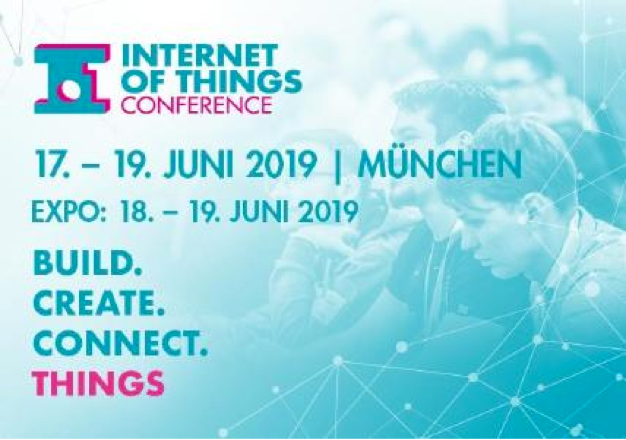 INTERNET
OF THINGS
CONFERENCE
17. – 19. JUNI 2019 | MÜNCHEN
EXPO: 18. – 19. JUNI 2019
BUILD.
CREATE.
CONNECT.
THINGS